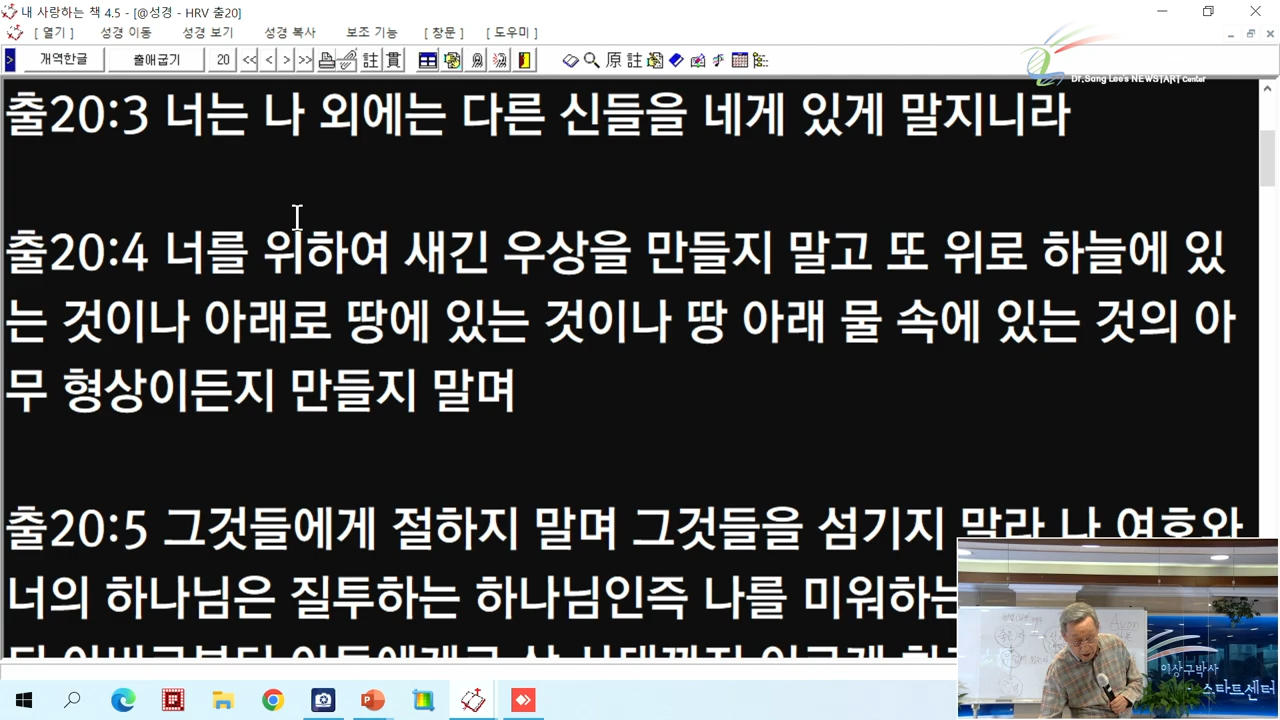 내 사랑하는 책 4.5 - [@성경 - HRV 출20]
[ 열기 ] 성경 이동 성경 보기 성경 복사 보조 기능 [ 창문 ] [ 도우미 ]
개역한글 출애굽기 20 << < > >> 註 貫 原 註
Dr.Sang Lee's NEWSTART Center
출20:3 너는 나 외에는 다른 신들을 네게 있게 말지니라
출20:4 너를 위하여 새긴 우상을 만들지 말고 또 위로 하늘에 있
는 것이나 아래로 땅에 있는 것이나 땅 아래 물 속에 있는 것의 아
무 형상이든지 만들지 말며
출20:5 그것들에게 절하지 말며 그것들을 섬기지 말라 나 여호와
너의 하나님은 질투하는 하나님인즉 나를 미워하는
이상구박사
스타트센터